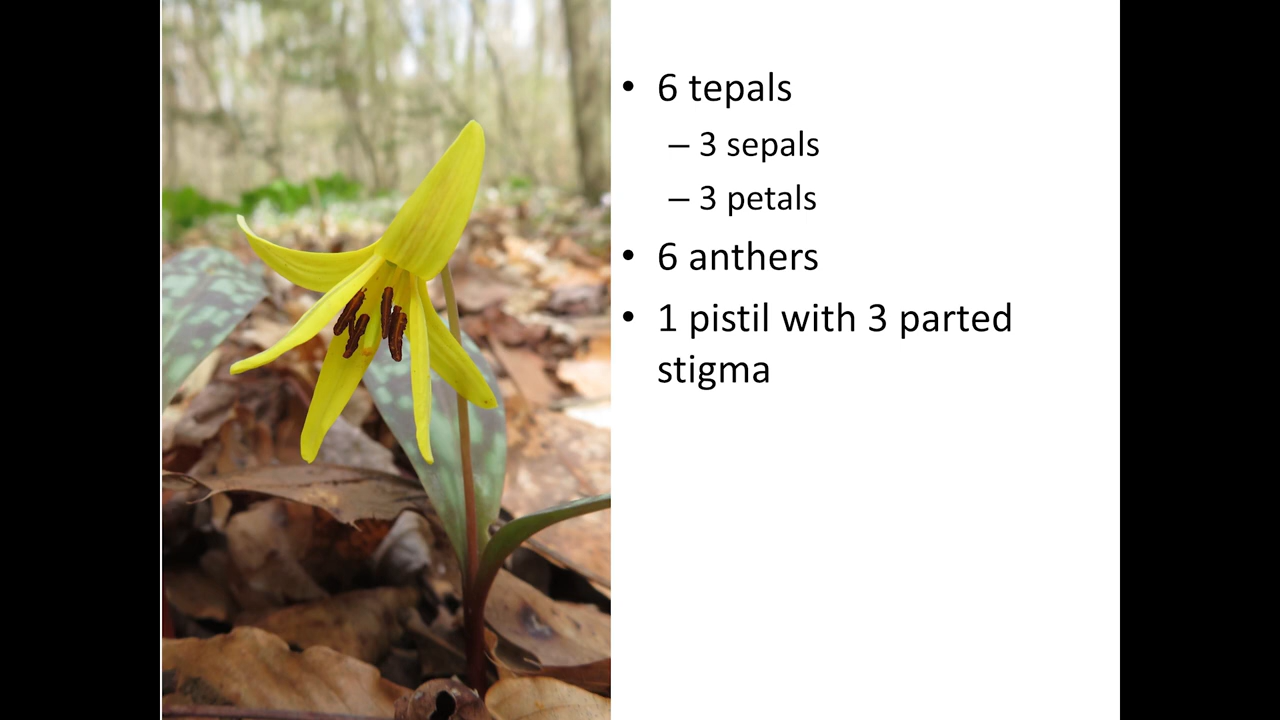 • 6 tepals
– 3 sepals
– 3 petals
• 6 anthers
• 1 pistil with 3 parted
stigma